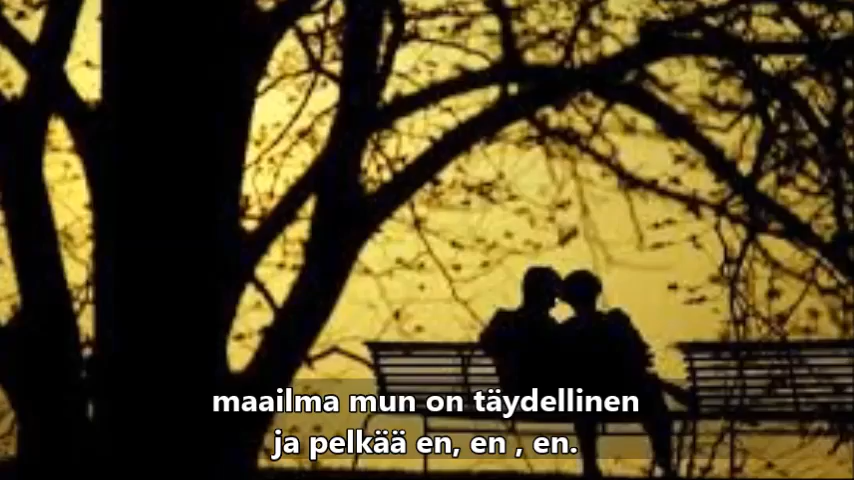 maailma mun on täydellinen
ja pelkää en, en , en.